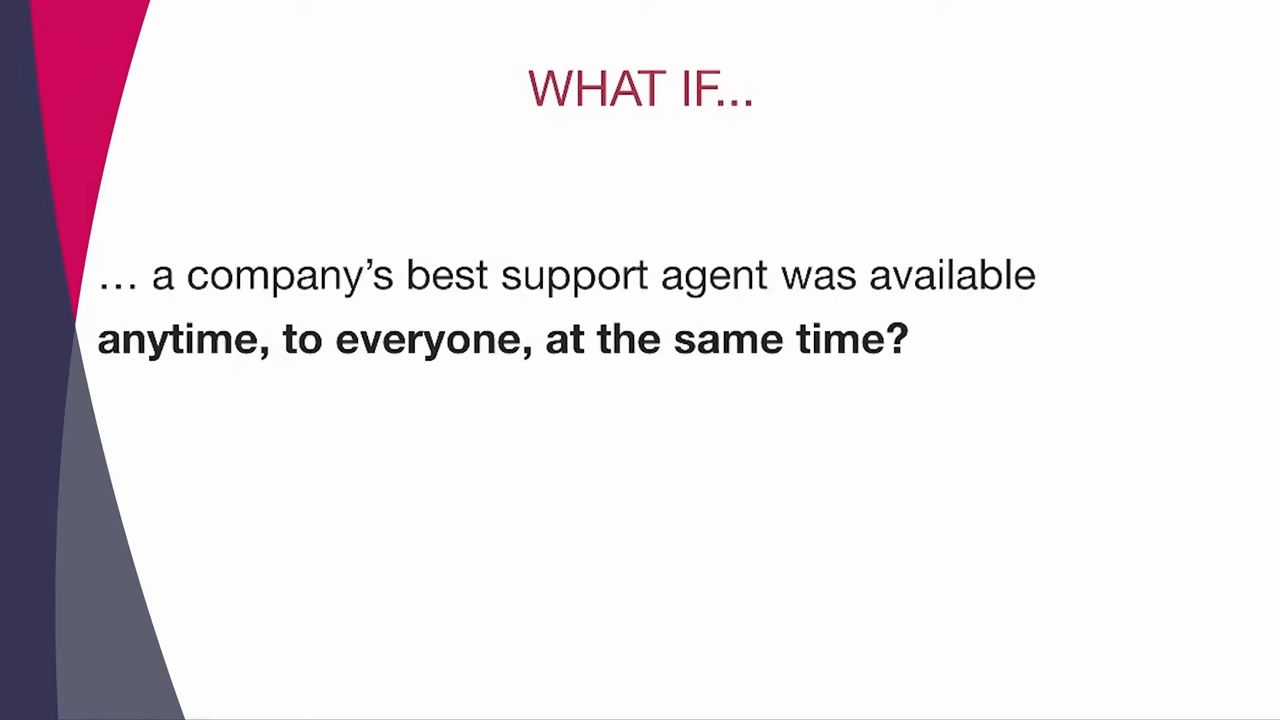 WHAT IF...
... a company’s best support agent was available
anytime, to everyone, at the same time?